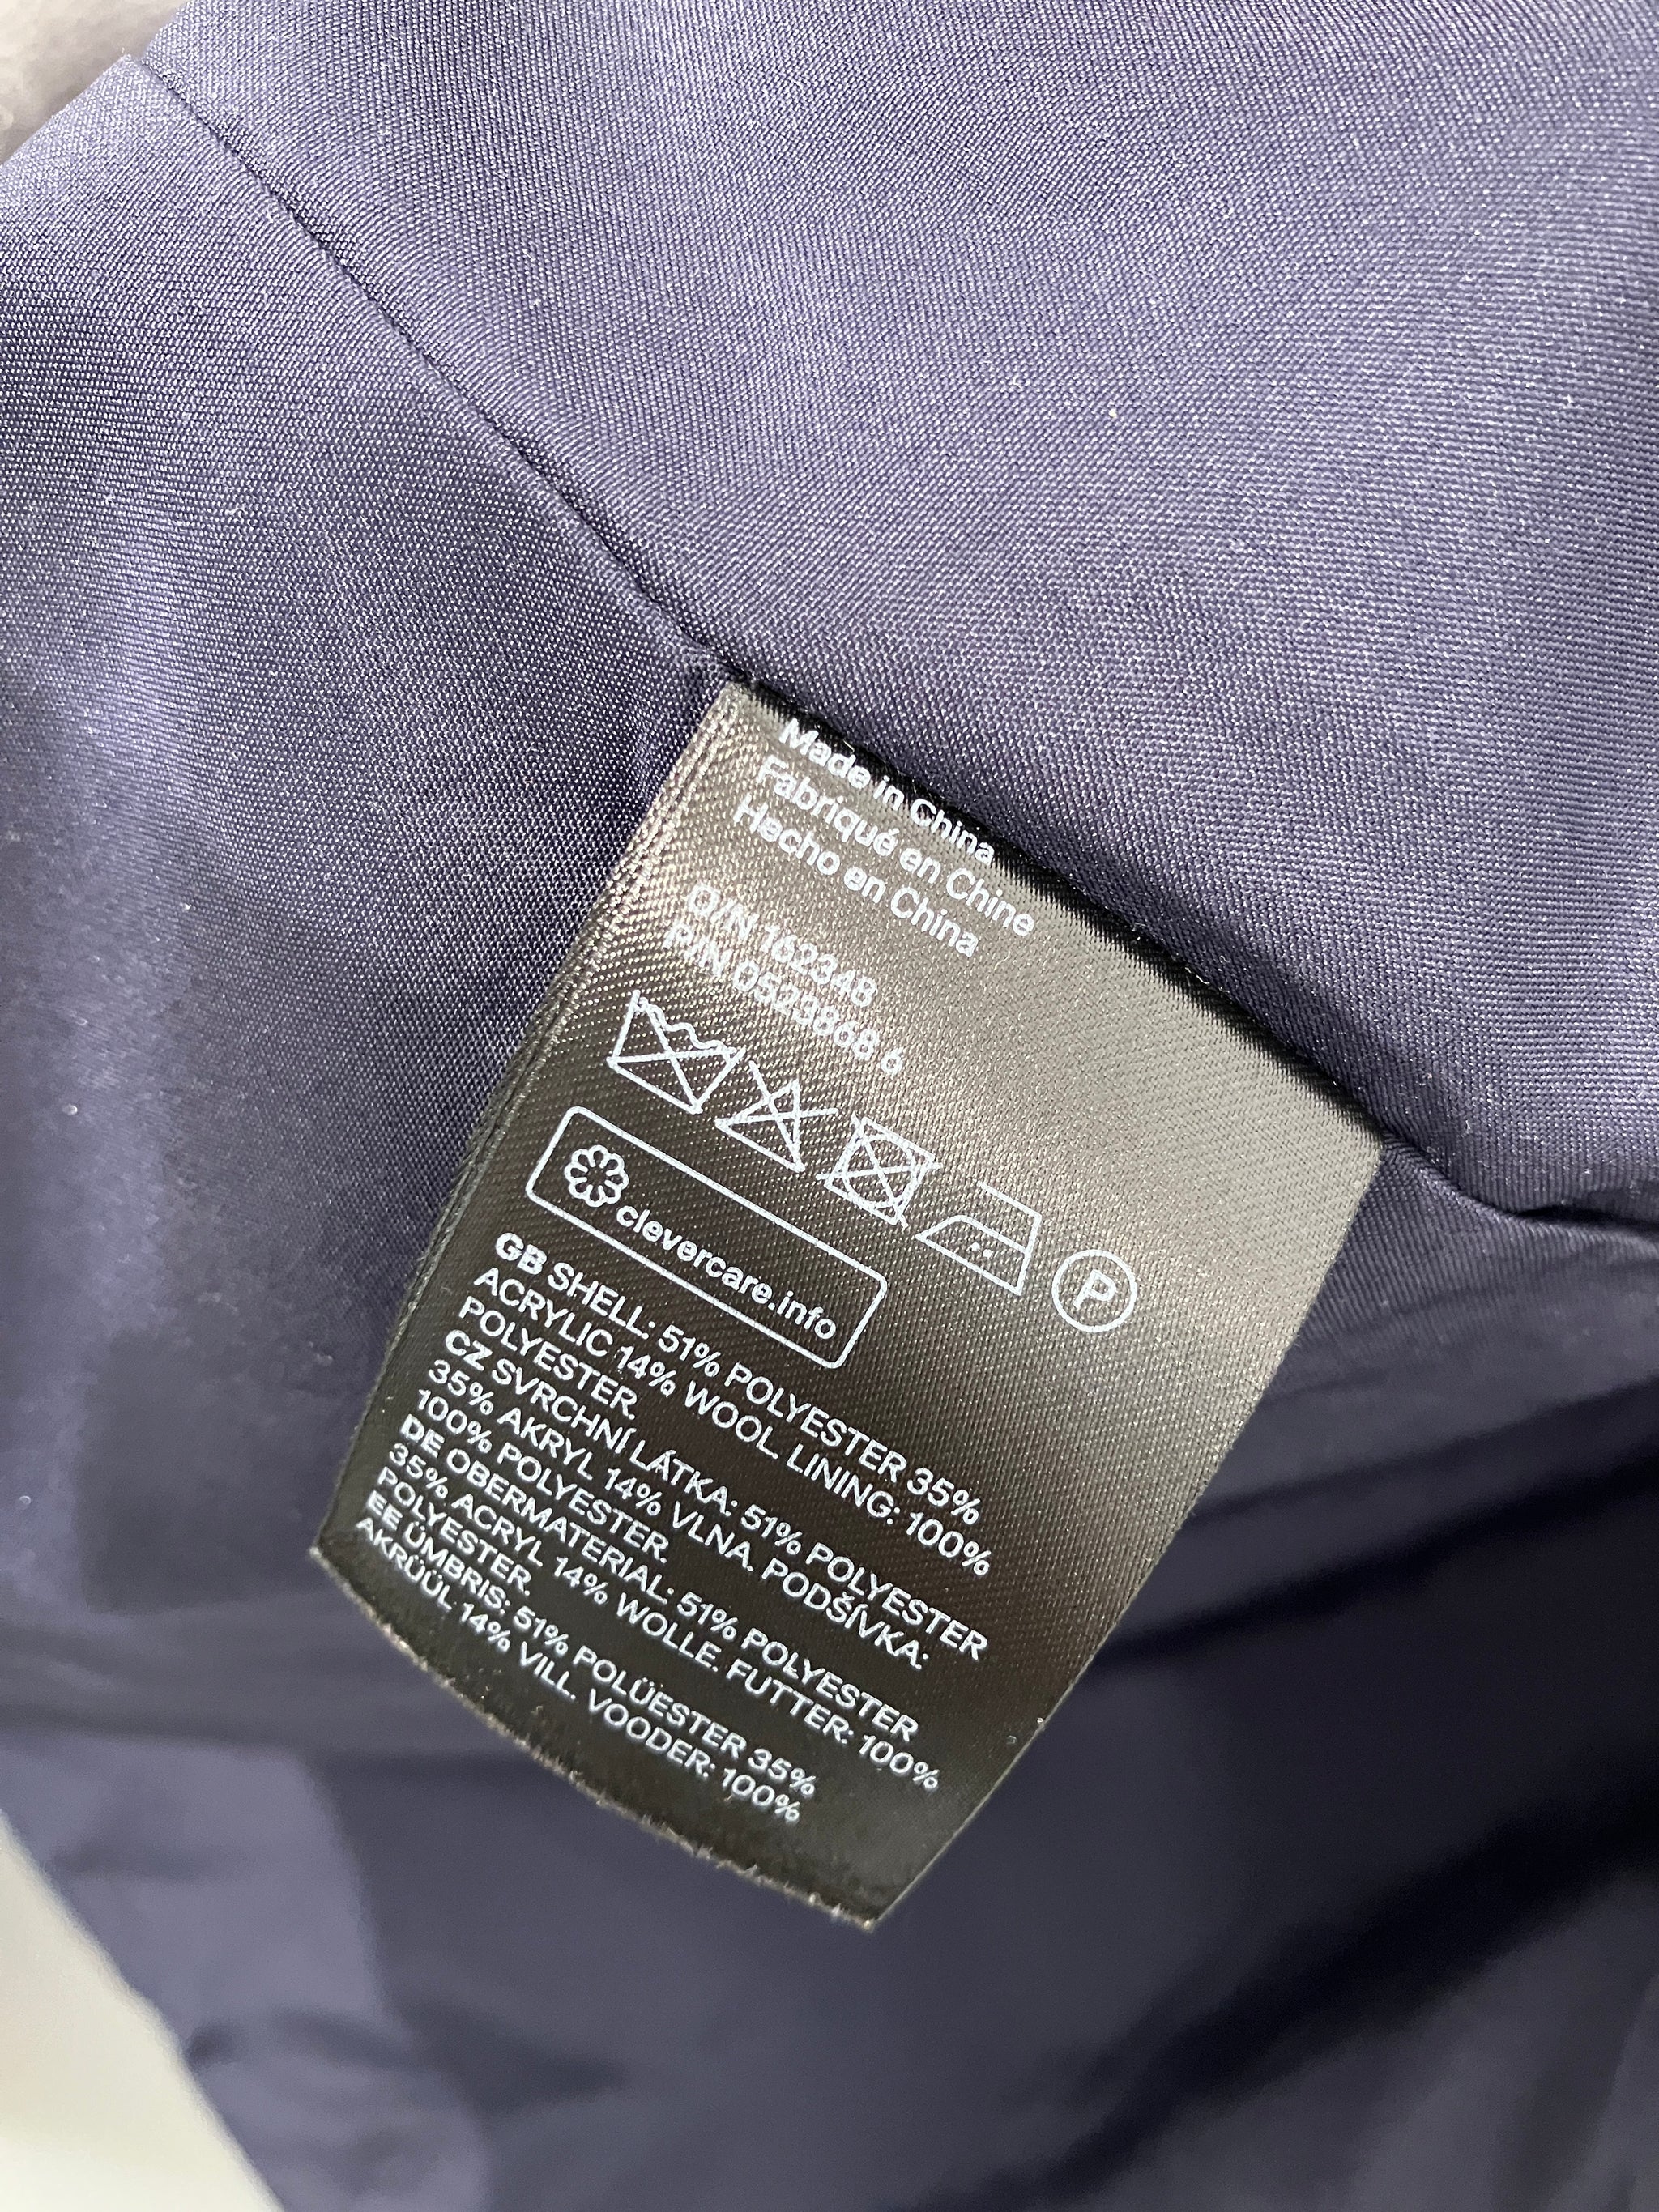 Made in China
Fabriqué en Chine
Hecho en China
O/N 162348
P/N 0523868 6
P
clevercare.info
GB SHELL: 51% POLYESTER 35%
ACRYLIC 14% WOOL. LINING: 100%
POLYESTER.
CZ SVRCHNÍ LÁTKA: 51% POLYESTER
35% AKRYL 14% VLNA. PODŠÍVKA:
100% POLYESTER.
DE OBERMATERIAL: 51% POLYESTER
35% ACRYL 14% WOLLE. FUTTER: 100%
POLYESTER.
EE ÜMBRIS: 51% POLÜESTER 35%
AKRÜÜL 14% VILL. VOODER: 100%